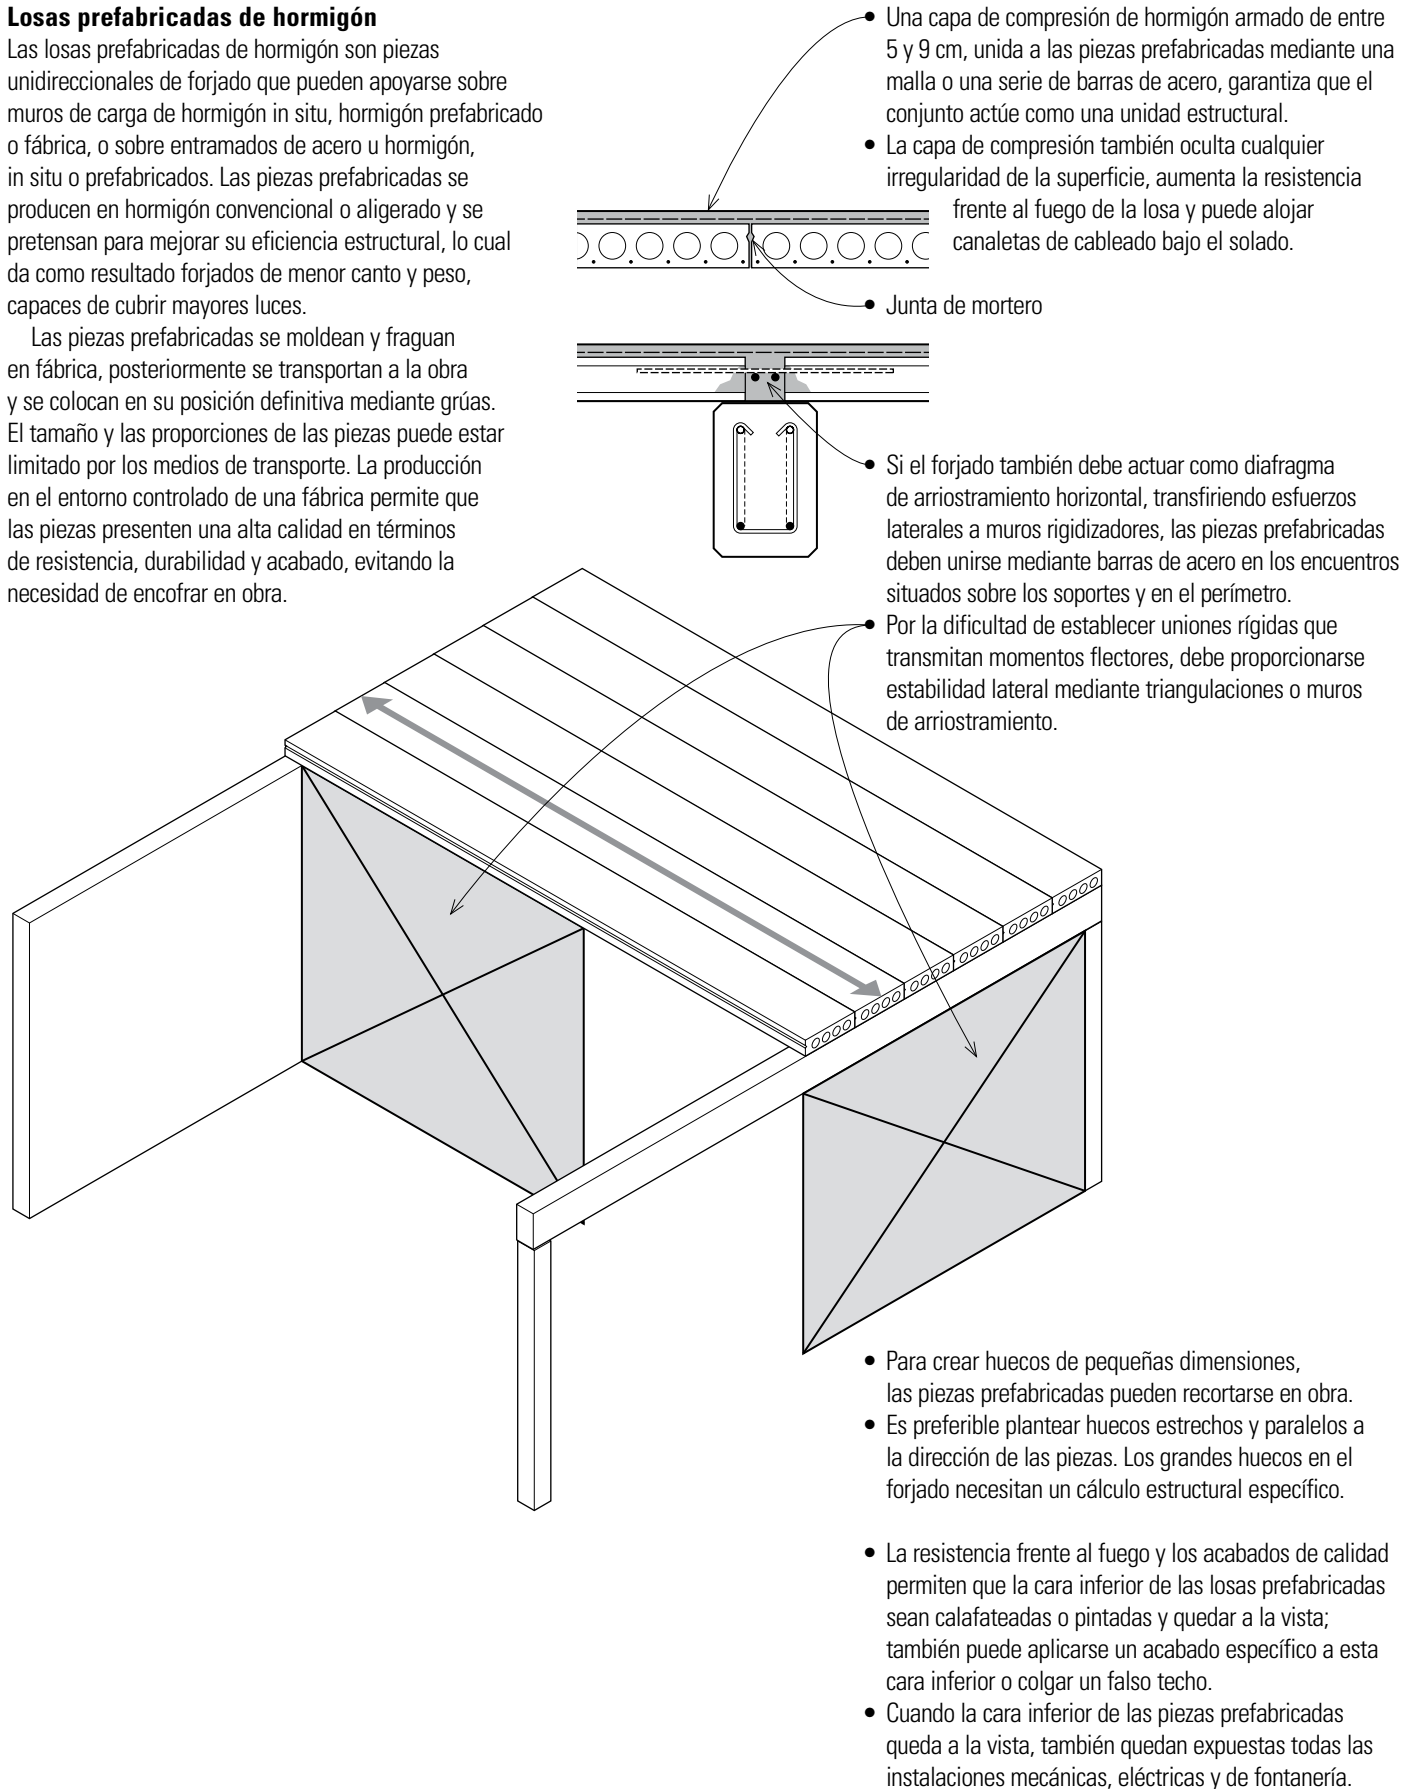 Losas prefabricadas de hormigón
Las losas prefabricadas de hormigón son piezas
unidireccionales de forjado que pueden apoyarse sobre
muros de carga de hormigón in situ, hormigón prefabricado
o fábrica, o sobre entramados de acero u hormigón,
in situ o prefabricados. Las piezas prefabricadas se
producen en hormigón convencional o aligerado y se
pretensan para mejorar su eficiencia estructural, lo cual
da como resultado forjados de menor canto y peso,
capaces de cubrir mayores luces.
Las piezas prefabricadas se moldean y fraguan
en fábrica, posteriormente se transportan a la obra
y se colocan en su posición definitiva mediante grúas.
El tamaño y las proporciones de las piezas puede estar
limitado por los medios de transporte. La producción
en el entorno controlado de una fábrica permite que
las piezas presenten una alta calidad en términos
de resistencia, durabilidad y acabado, evitando la
necesidad de encofrar en obra.
• Una capa de compresión de hormigón armado de entre
5 y 9 cm, unida a las piezas prefabricadas mediante una
malla o una serie de barras de acero, garantiza que el
conjunto actúe como una unidad estructural.
• La capa de compresión también oculta cualquier
irregularidad de la superficie, aumenta la resistencia
frente al fuego de la losa y puede alojar
canaletas de cableado bajo el solado.
• Junta de mortero
• Si el forjado también debe actuar como diafragma
de arriostramiento horizontal, transfiriendo esfuerzos
laterales a muros rigidizadores, las piezas prefabricadas
deben unirse mediante barras de acero en los encuentros
situados sobre los soportes y en el perímetro.
• Por la dificultad de establecer uniones rígidas que
transmitan momentos flectores, debe proporcionarse
estabilidad lateral mediante triangulaciones o muros
de arriostramiento.
• Para crear huecos de pequeñas dimensiones,
las piezas prefabricadas pueden recortarse en obra.
• Es preferible plantear huecos estrechos y paralelos a
la dirección de las piezas. Los grandes huecos en el
forjado necesitan un cálculo estructural específico.
• La resistencia frente al fuego y los acabados de calidad
permiten que la cara inferior de las losas prefabricadas
sean calafateadas o pintadas y quedar a la vista;
también puede aplicarse un acabado específico a esta
cara inferior o colgar un falso techo.
• Cuando la cara inferior de las piezas prefabricadas
queda a la vista, también quedan expuestas todas las
instalaciones mecánicas, eléctricas y de fontanería.